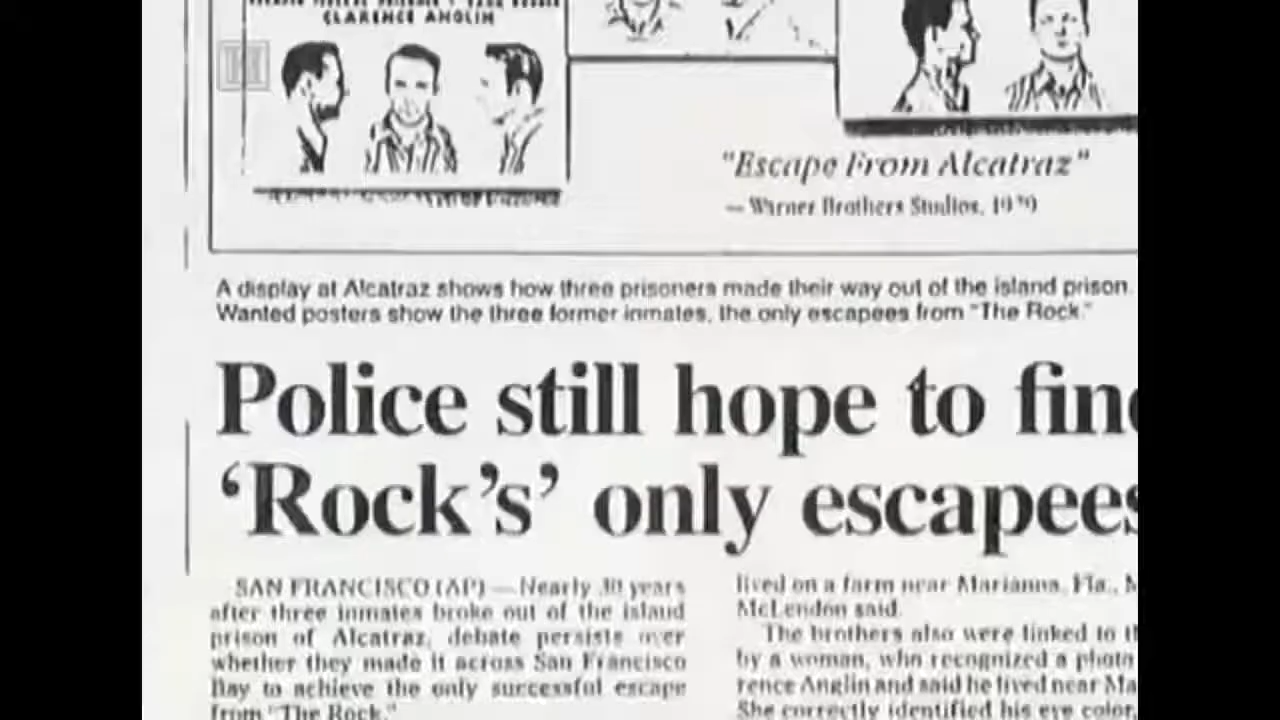 CLARENCE ANGLIN
"Escape From Alcatraz"
— Warner Brothers Studios, 1979
A display at Alcatraz shows how three prisoners made their way out of the island prison.
Wanted posters show the three former inmates, the only escapees from "The Rock."
Police still hope to find
'Rock's' only escapees
SAN FRANCISCO (AP) — Nearly 30 years
after three inmates broke out of the island
prison of Alcatraz, debate persists over
whether they made it across San Francisco
Bay to achieve the only successful escape
from "The Rock."
lived on a farm near Marianna, Fla., M
McLendon said.
The brothers also were linked to th
by a woman, who recognized a photo
rence Anglin and said he lived near Ma
She correctly identified his eye color,